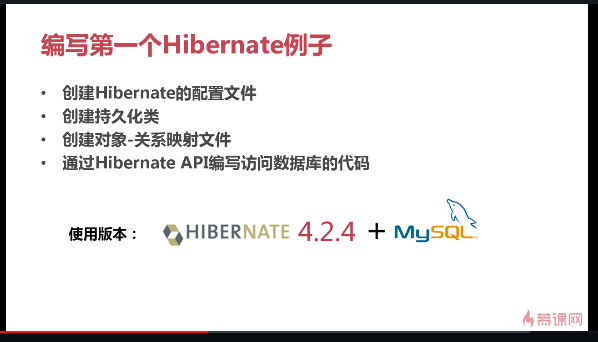 编写第一个Hibernate例子
• 创建Hibernate的配置文件
• 创建持久化类
• 创建对象-关系映射文件
• 通过Hibernate API编写访问数据库的代码
使用版本： HIBERNATE 4.2.4 + MySQL
慕课网